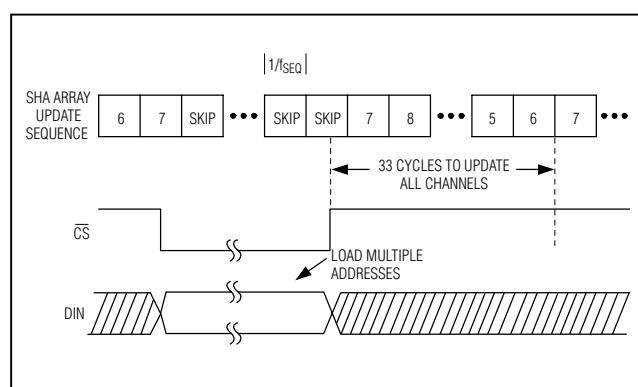 1/fSEQ
SHA ARRAY
UPDATE
SEQUENCE
6 7 SKIP ••• SKIP SKIP 7 8 ••• 5 6 7 •••
33 CYCLES TO UPDATE
ALL CHANNELS
CS
LOAD MULTIPLE
ADDRESSES
DIN